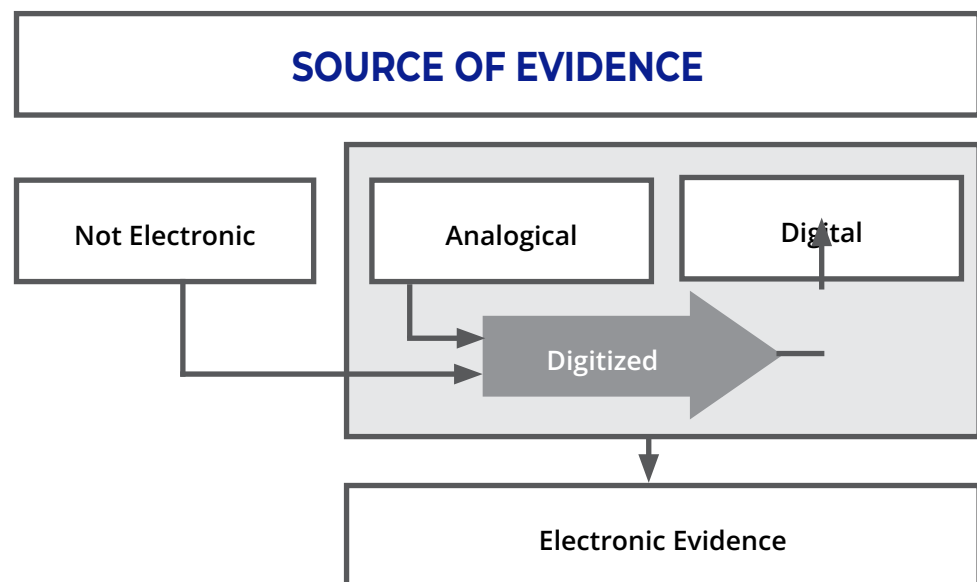 SOURCE OF EVIDENCE
Not Electronic
Analogical
Digital
Digitized
Electronic Evidence